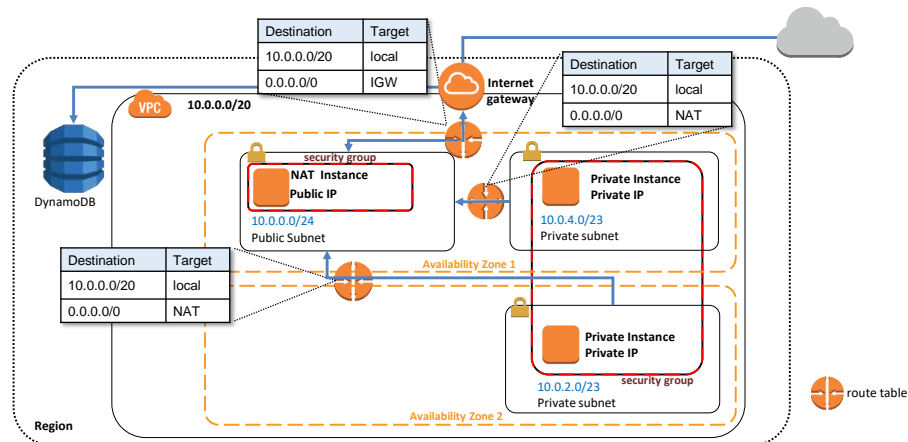 Destination Target
10.0.0.0/20 local
0.0.0.0/0 IGW
Internet
gateway
Destination Target
10.0.0.0/20 local
0.0.0.0/0 NAT
VPC
10.0.0.0/20
DynamoDB
security group
NAT Instance
Public IP
10.0.0.0/24
Public Subnet
Private Instance
Private IP
10.0.4.0/23
Private subnet
Availability Zone 1
Destination Target
10.0.0.0/20 local
0.0.0.0/0 NAT
Private Instance
Private IP
10.0.2.0/23
security group
Private subnet
Availability Zone 2
Region
route table